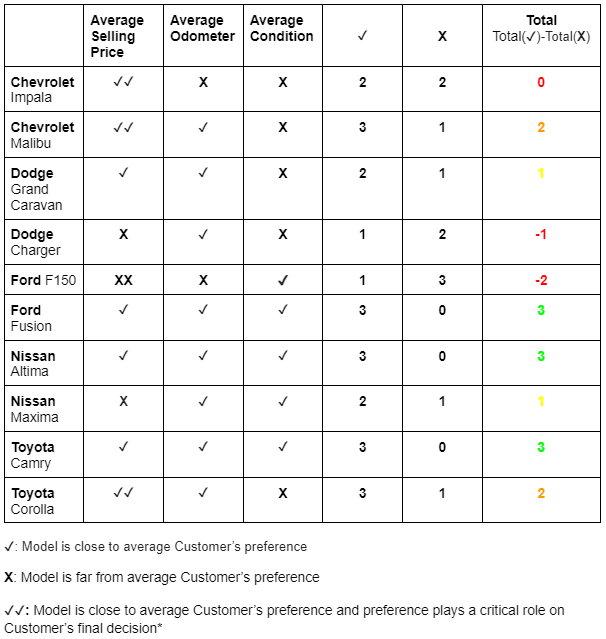 Average Selling Price | Average Odometer | Average Condition | ✓ | X | Total Total(✓)-Total(X)
Chevrolet Impala | ✓✓ | X | X | 2 | 2 | 0
Chevrolet Malibu | ✓✓ | ✓ | X | 3 | 1 | 2
Dodge Grand Caravan | ✓ | ✓ | X | 2 | 1 | 1
Dodge Charger | X | ✓ | X | 1 | 2 | -1
Ford F150 | XX | X | ✓ | 1 | 3 | -2
Ford Fusion | ✓ | ✓ | ✓ | 3 | 0 | 3
Nissan Altima | ✓ | ✓ | ✓ | 3 | 0 | 3
Nissan Maxima | X | ✓ | ✓ | 2 | 1 | 1
Toyota Camry | ✓ | ✓ | ✓ | 3 | 0 | 3
Toyota Corolla | ✓✓ | ✓ | X | 3 | 1 | 2
✓: Model is close to average Customer's preference
X: Model is far from average Customer's preference
✓✓: Model is close to average Customer's preference and preference plays a critical role on
Customer's final decision*